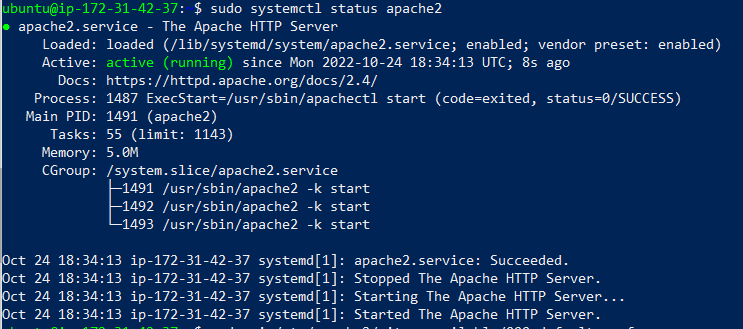 ubuntu@ip-172-31-42-37: $ sudo systemctl status apache2
● apache2.service - The Apache HTTP Server
Loaded: loaded (/lib/systemd/system/apache2.service; enabled; vendor preset: enabled)
Active: active (running) since Mon 2022-10-24 18:34:13 UTC; 8s ago
Docs: https://httpd.apache.org/docs/2.4/
Process: 1487 ExecStart=/usr/sbin/apachectl start (code=exited, status=0/SUCCESS)
Main PID: 1491 (apache2)
Tasks: 55 (limit: 1143)
Memory: 5.0M
CGroup: /system.slice/apache2.service
├─1491 /usr/sbin/apache2 -k start
├─1492 /usr/sbin/apache2 -k start
└─1493 /usr/sbin/apache2 -k start
Oct 24 18:34:13 ip-172-31-42-37 systemd[1]: apache2.service: Succeeded.
Oct 24 18:34:13 ip-172-31-42-37 systemd[1]: Stopped The Apache HTTP Server.
Oct 24 18:34:13 ip-172-31-42-37 systemd[1]: Starting The Apache HTTP Server...
Oct 24 18:34:13 ip-172-31-42-37 systemd[1]: Started The Apache HTTP Server.